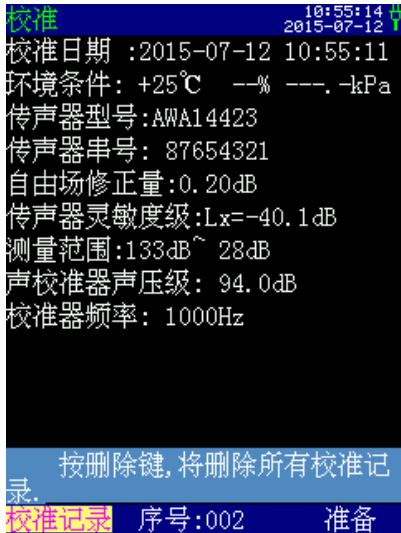 校准 10:55:14
2015-07-12
校准日期 :2015-07-12 10:55:11
环境条件: +25℃ --% ---.-kPa
传声器型号:AWA14423
传声器串号: 87654321
自由场修正量:0.20dB
传声器灵敏度级:Lx=-40.1dB
测量范围:133dB~ 28dB
声校准器声压级: 94.0dB
校准器频率: 1000Hz
按删除键,将删除所有校准记
录.
校准记录 序号:002 准备